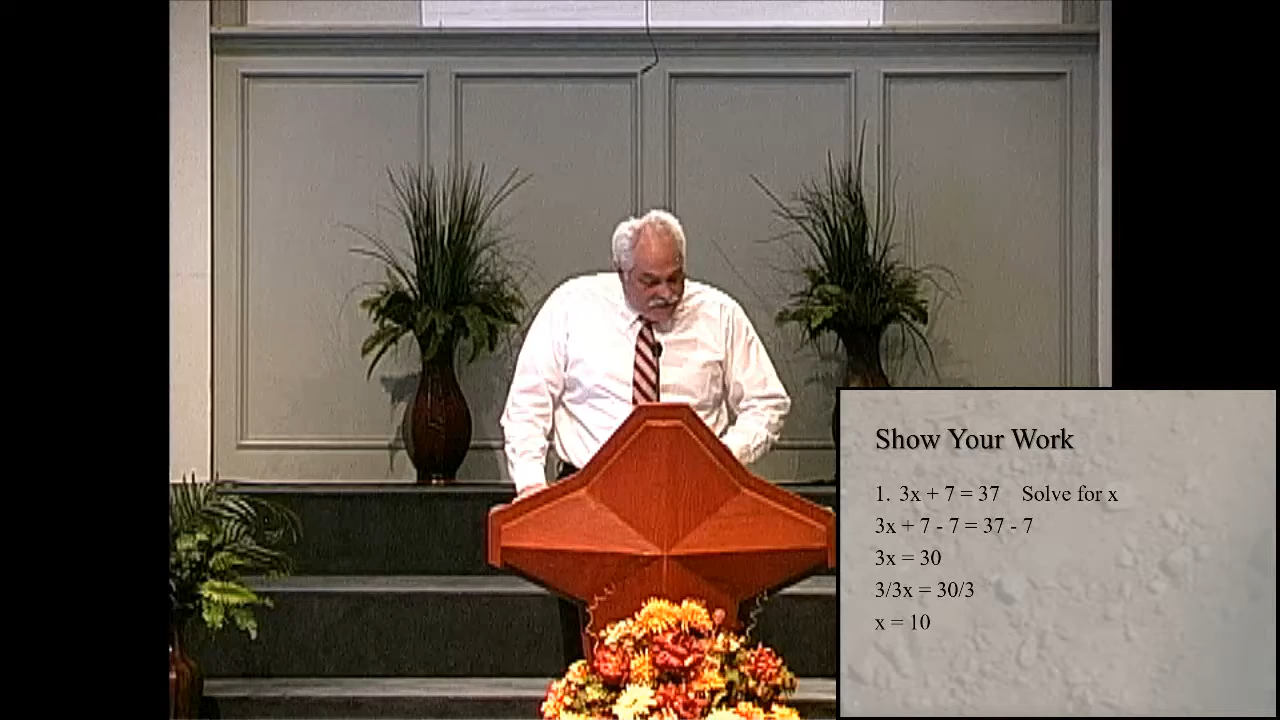 Show Your Work
1. 3x + 7 = 37 Solve for x
3x + 7 - 7 = 37 - 7
3x = 30
3/3x = 30/3
x = 10